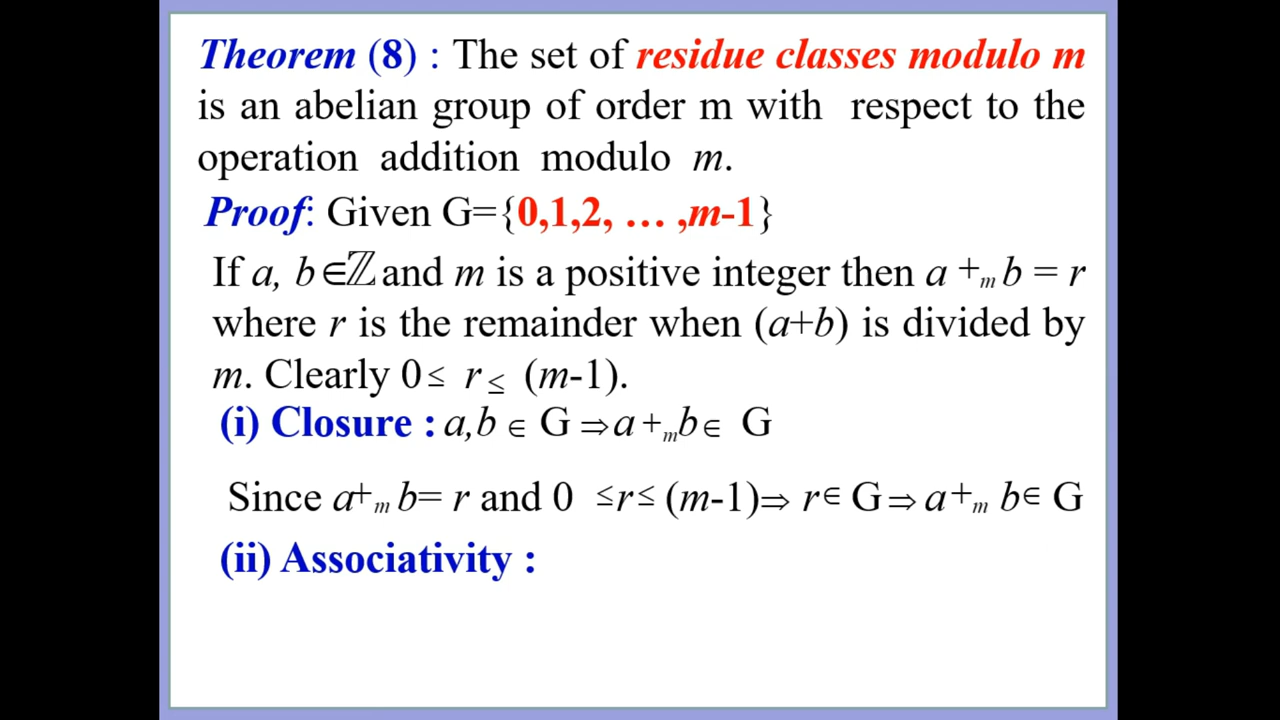 Theorem (8) : The set of residue classes modulo m
is an abelian group of order m with respect to the
operation addition modulo m.
Proof: Given G={0,1,2, … ,m-1}
If a, b∈ℤ and m is a positive integer then a +ₘ b = r
where r is the remainder when (a+b) is divided by
m. Clearly 0≤ r ≤ (m-1).
(i) Closure : a,b ∈ G ⇒ a +ₘ b ∈ G
Since a+ₘ b= r and 0 ≤r≤ (m-1)⇒ r∈ G⇒ a+ₘ b∈ G
(ii) Associativity :